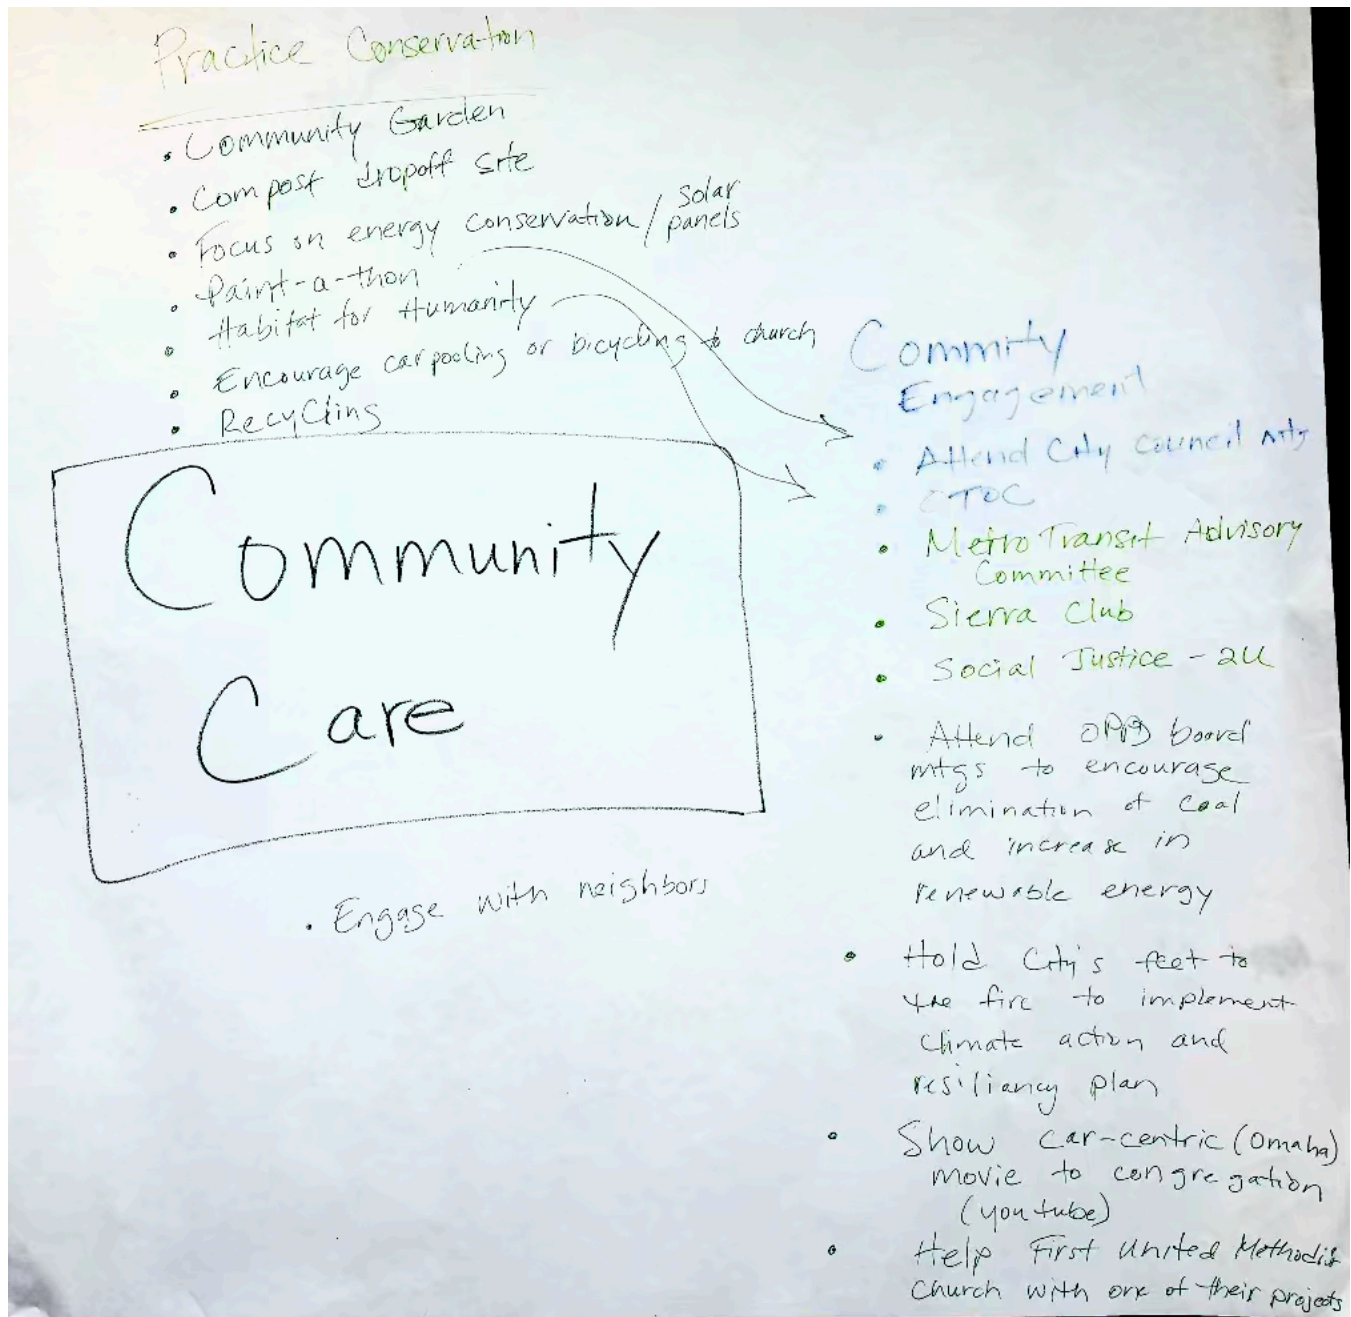 Practice Conservation
• Community Garden
• Compost dropoff site
• Focus on energy conservation / solar panels
• Paint-a-thon
• Habitat for Humanity
• Encourage carpooling or bicycling to church
• Recycling
Community
Care
• Engage with neighbors
Commity
Engagement
• Attend City Council mtgs
• CTOC
• Metro Transit Advisory
Committee
• Sierra Club
• Social Justice - 2U
• Attend OPPD board
mtgs to encourage
elimination of coal
and increase in
renewable energy
• Hold City's feet to
the fire to implement
climate action and
resiliancy plan
• Show car-centric (Omaha)
movie to congregation
(youtube)
• Help First United Methodist
Church with one of their projects